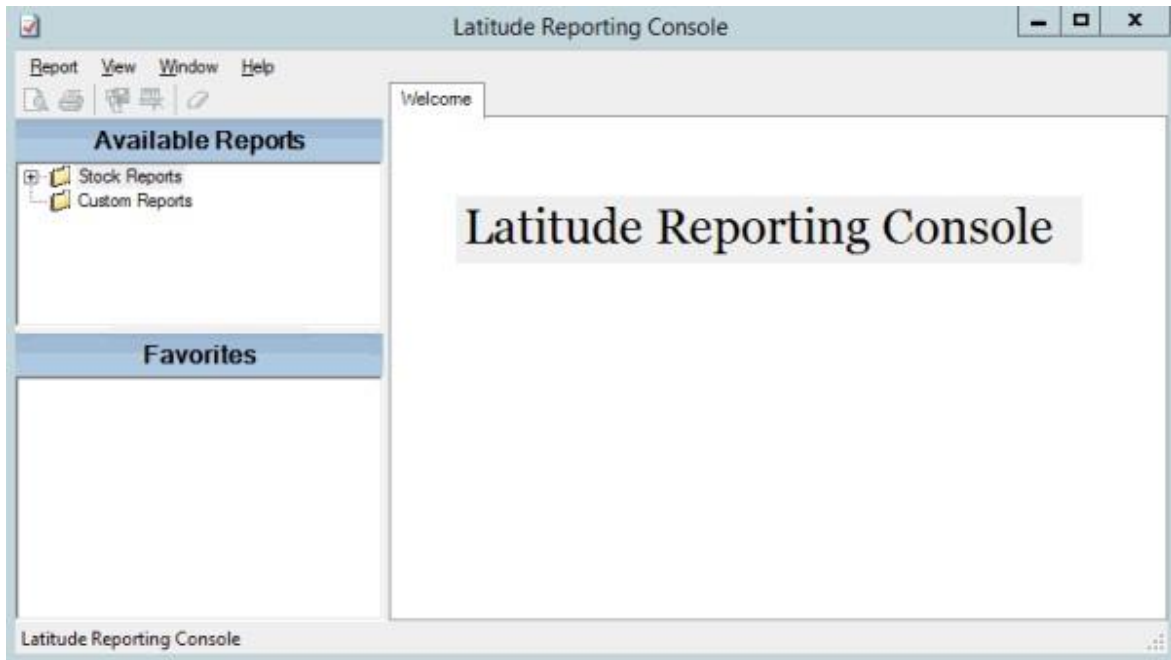 Latitude Reporting Console
Report View Window Help
Welcome
Available Reports
Stock Reports
Custom Reports
Latitude Reporting Console
Favorites
Latitude Reporting Console